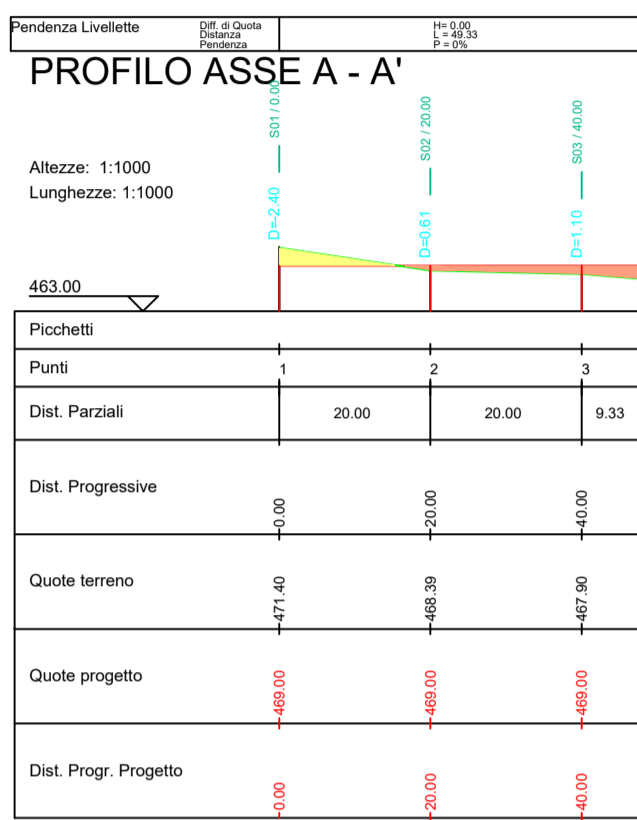 Pendenza Livellette
Diff. di Quota
Distanza
Pendenza
H= 0.00
L = 49.33
P = 0%
PROFILO ASSE A - A'
S01 / 0.00
S02 / 20.00
S03 / 40.00
Altezze: 1:1000
Lunghezze: 1:1000
D=-2.40
D=0.61
D=1.10
463.00
Picchetti
Punti 1 2 3
Dist. Parziali 20.00 20.00 9.33
Dist. Progressive 0.00 20.00 40.00
Quote terreno 471.40 468.39 467.90
Quote progetto 469.00 469.00 469.00
Dist. Progr. Progetto 0.00 20.00 40.00